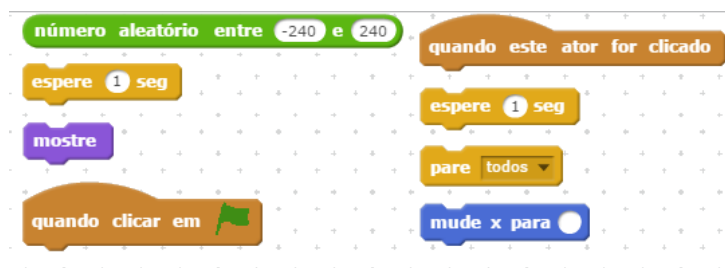 número aleatório entre -240 e 240
espere 1 seg
mostre
quando clicar em
quando este ator for clicado
espere 1 seg
pare todos
mude x para